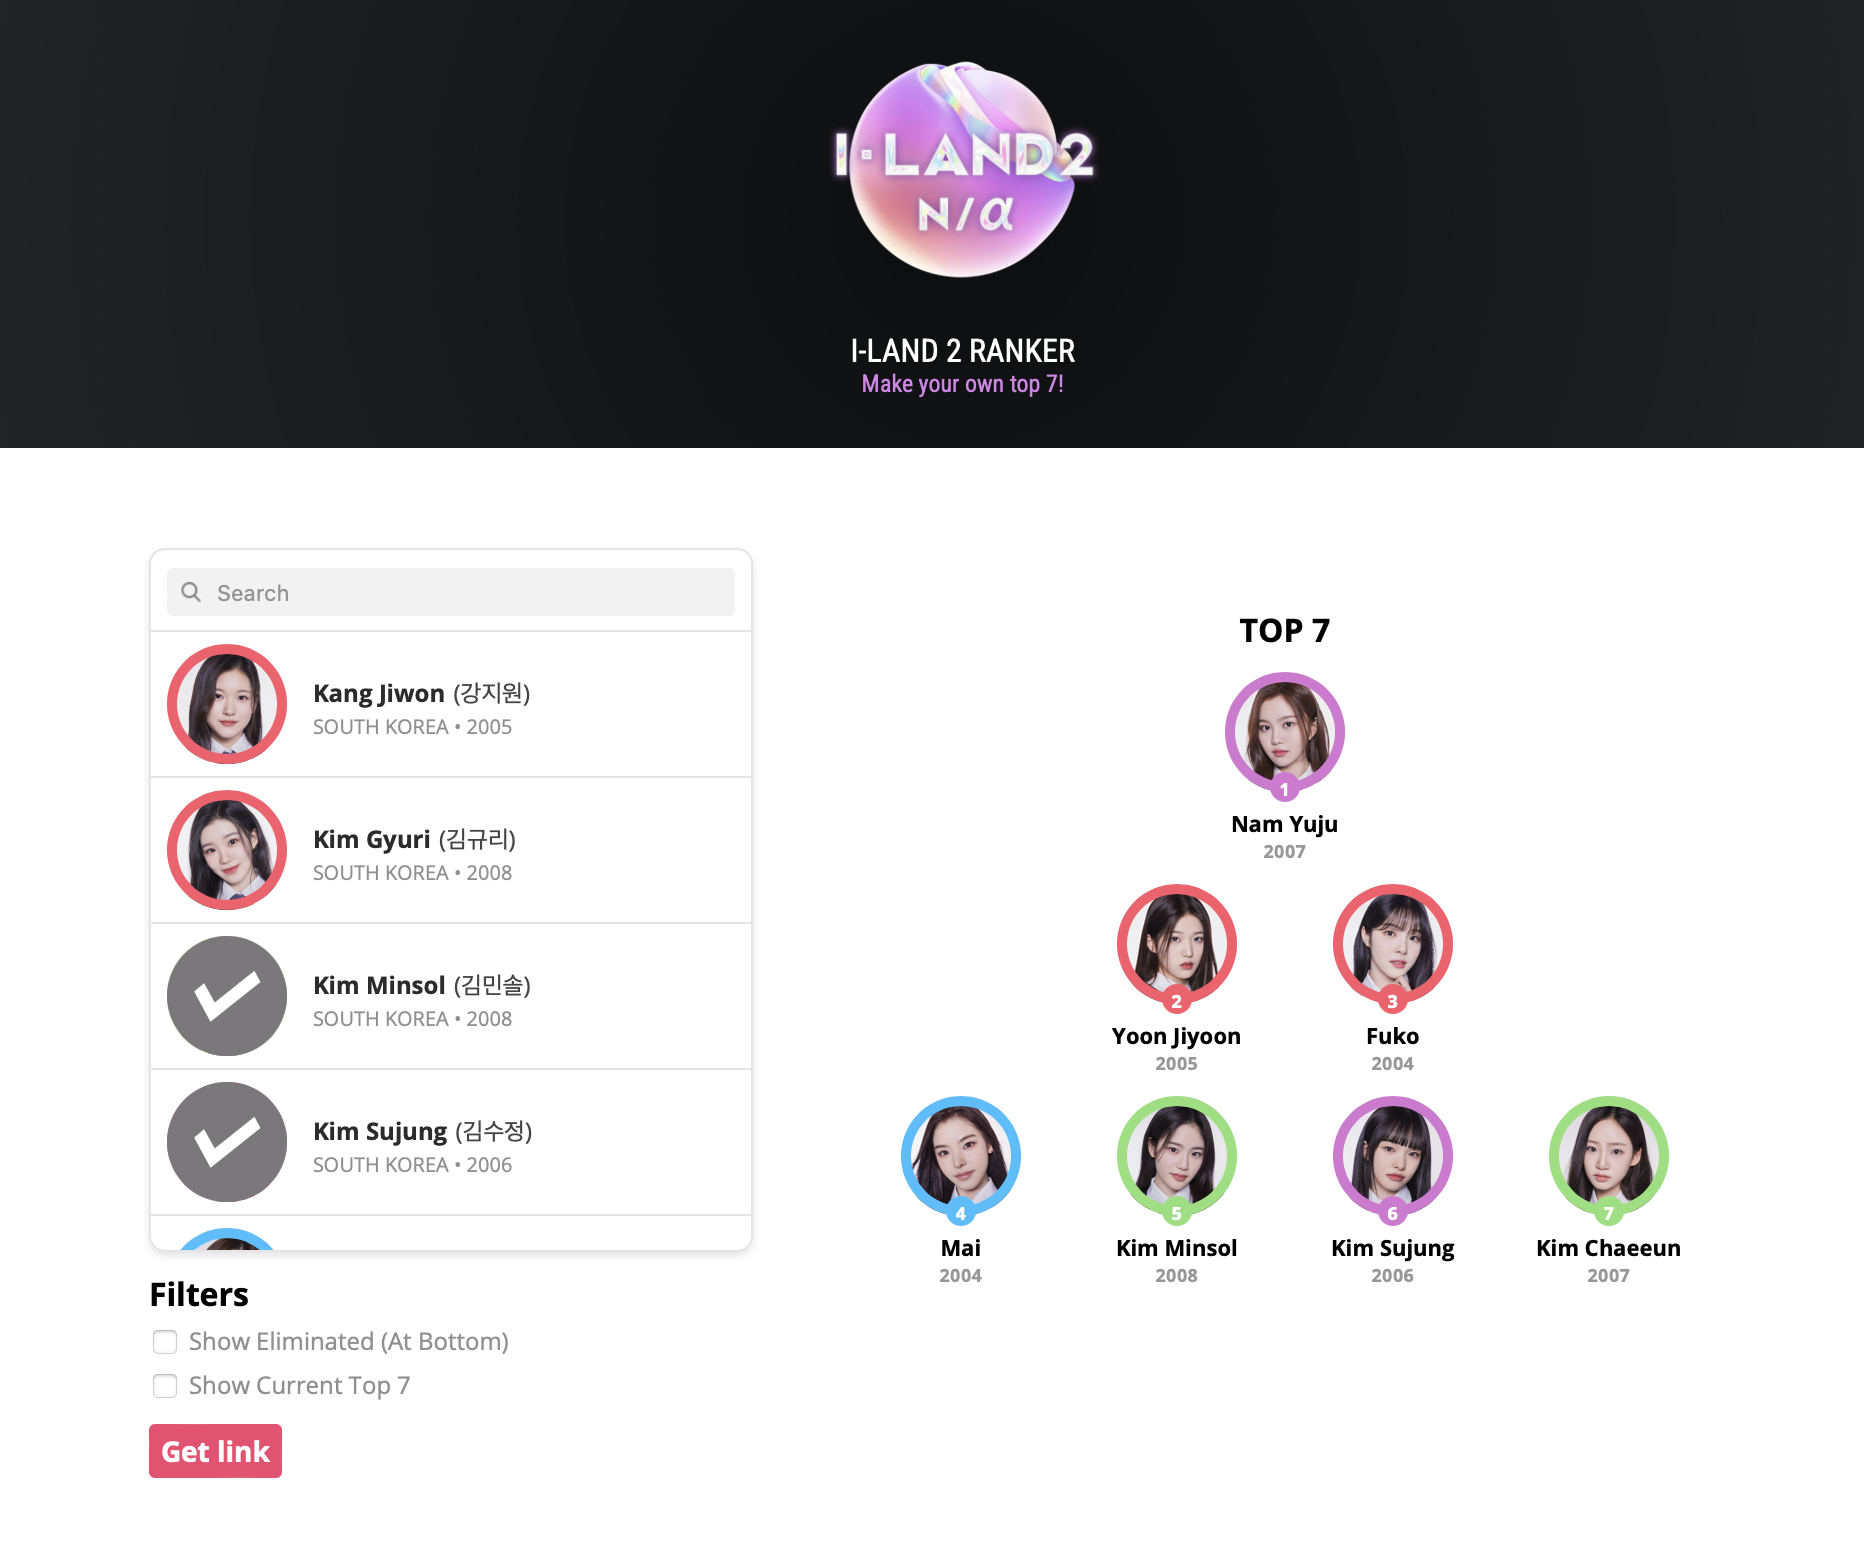 I·LAND2
N/α
I-LAND 2 RANKER
Make your own top 7!
Search
Kang Jiwon (강지원)
SOUTH KOREA • 2005
Kim Gyuri (김규리)
SOUTH KOREA • 2008
Kim Minsol (김민솔)
SOUTH KOREA • 2008
Kim Sujung (김수정)
SOUTH KOREA • 2006
Filters
Show Eliminated (At Bottom)
Show Current Top 7
Get link
TOP 7
1
Nam Yuju
2007
2 3
Yoon Jiyoon Fuko
2005 2004
4 5 6 7
Mai Kim Minsol Kim Sujung Kim Chaeeun
2004 2008 2006 2007